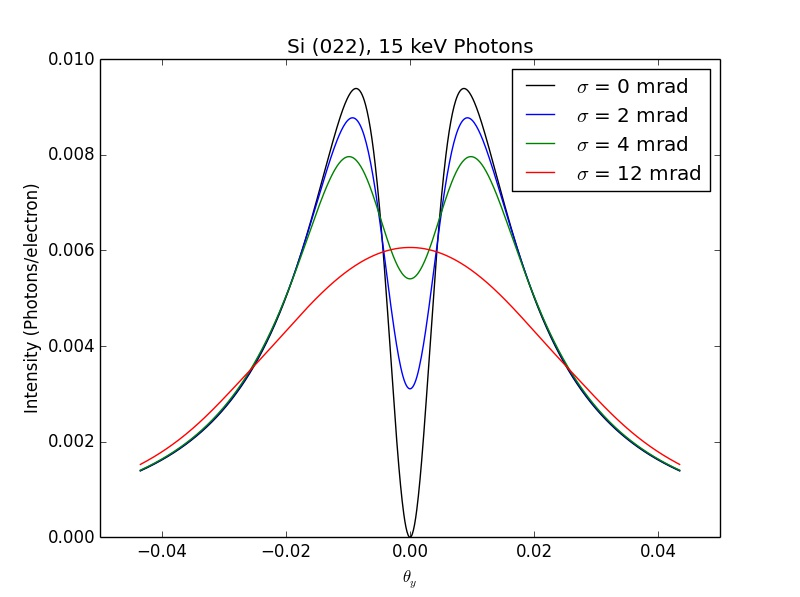 Si (022), 15 keV Photons
0.010
0.008
0.006
0.004
0.002
0.000
Intensity (Photons/electron)
σ = 0 mrad
σ = 2 mrad
σ = 4 mrad
σ = 12 mrad
−0.04 −0.02 0.00 0.02 0.04
θy